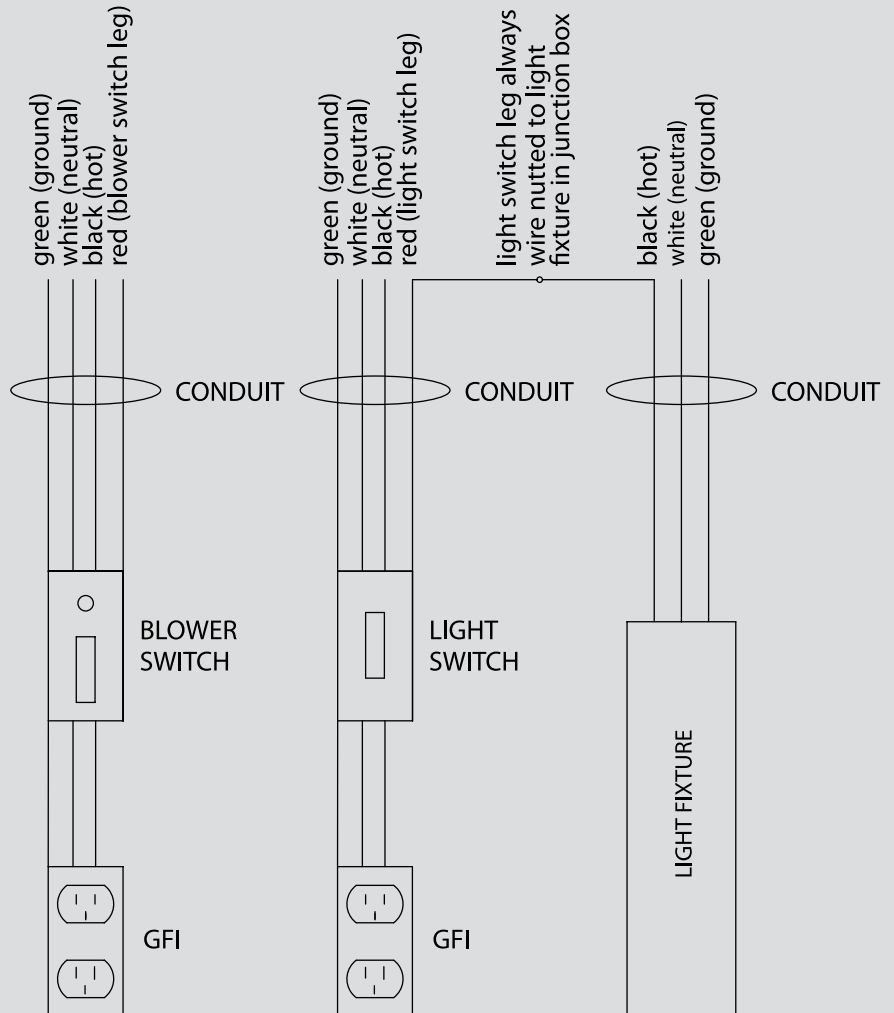 green (ground)
white (neutral)
black (hot)
red (blower switch leg)
green (ground)
white (neutral)
black (hot)
red (light switch leg)
light switch leg always
wire nutted to light
fixture in junction box
black (hot)
white (neutral)
green (ground)
CONDUIT
CONDUIT
CONDUIT
BLOWER
SWITCH
LIGHT
SWITCH
LIGHT FIXTURE
GFI
GFI